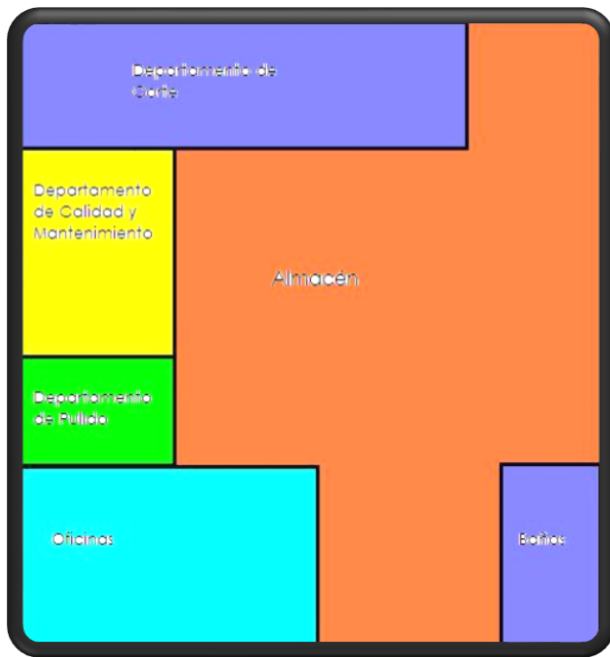 Departamento de
Corte
Departamento
de Calidad y
Mantenimiento
Almacén
Departamento
de Pulido
Oficinas
Baños